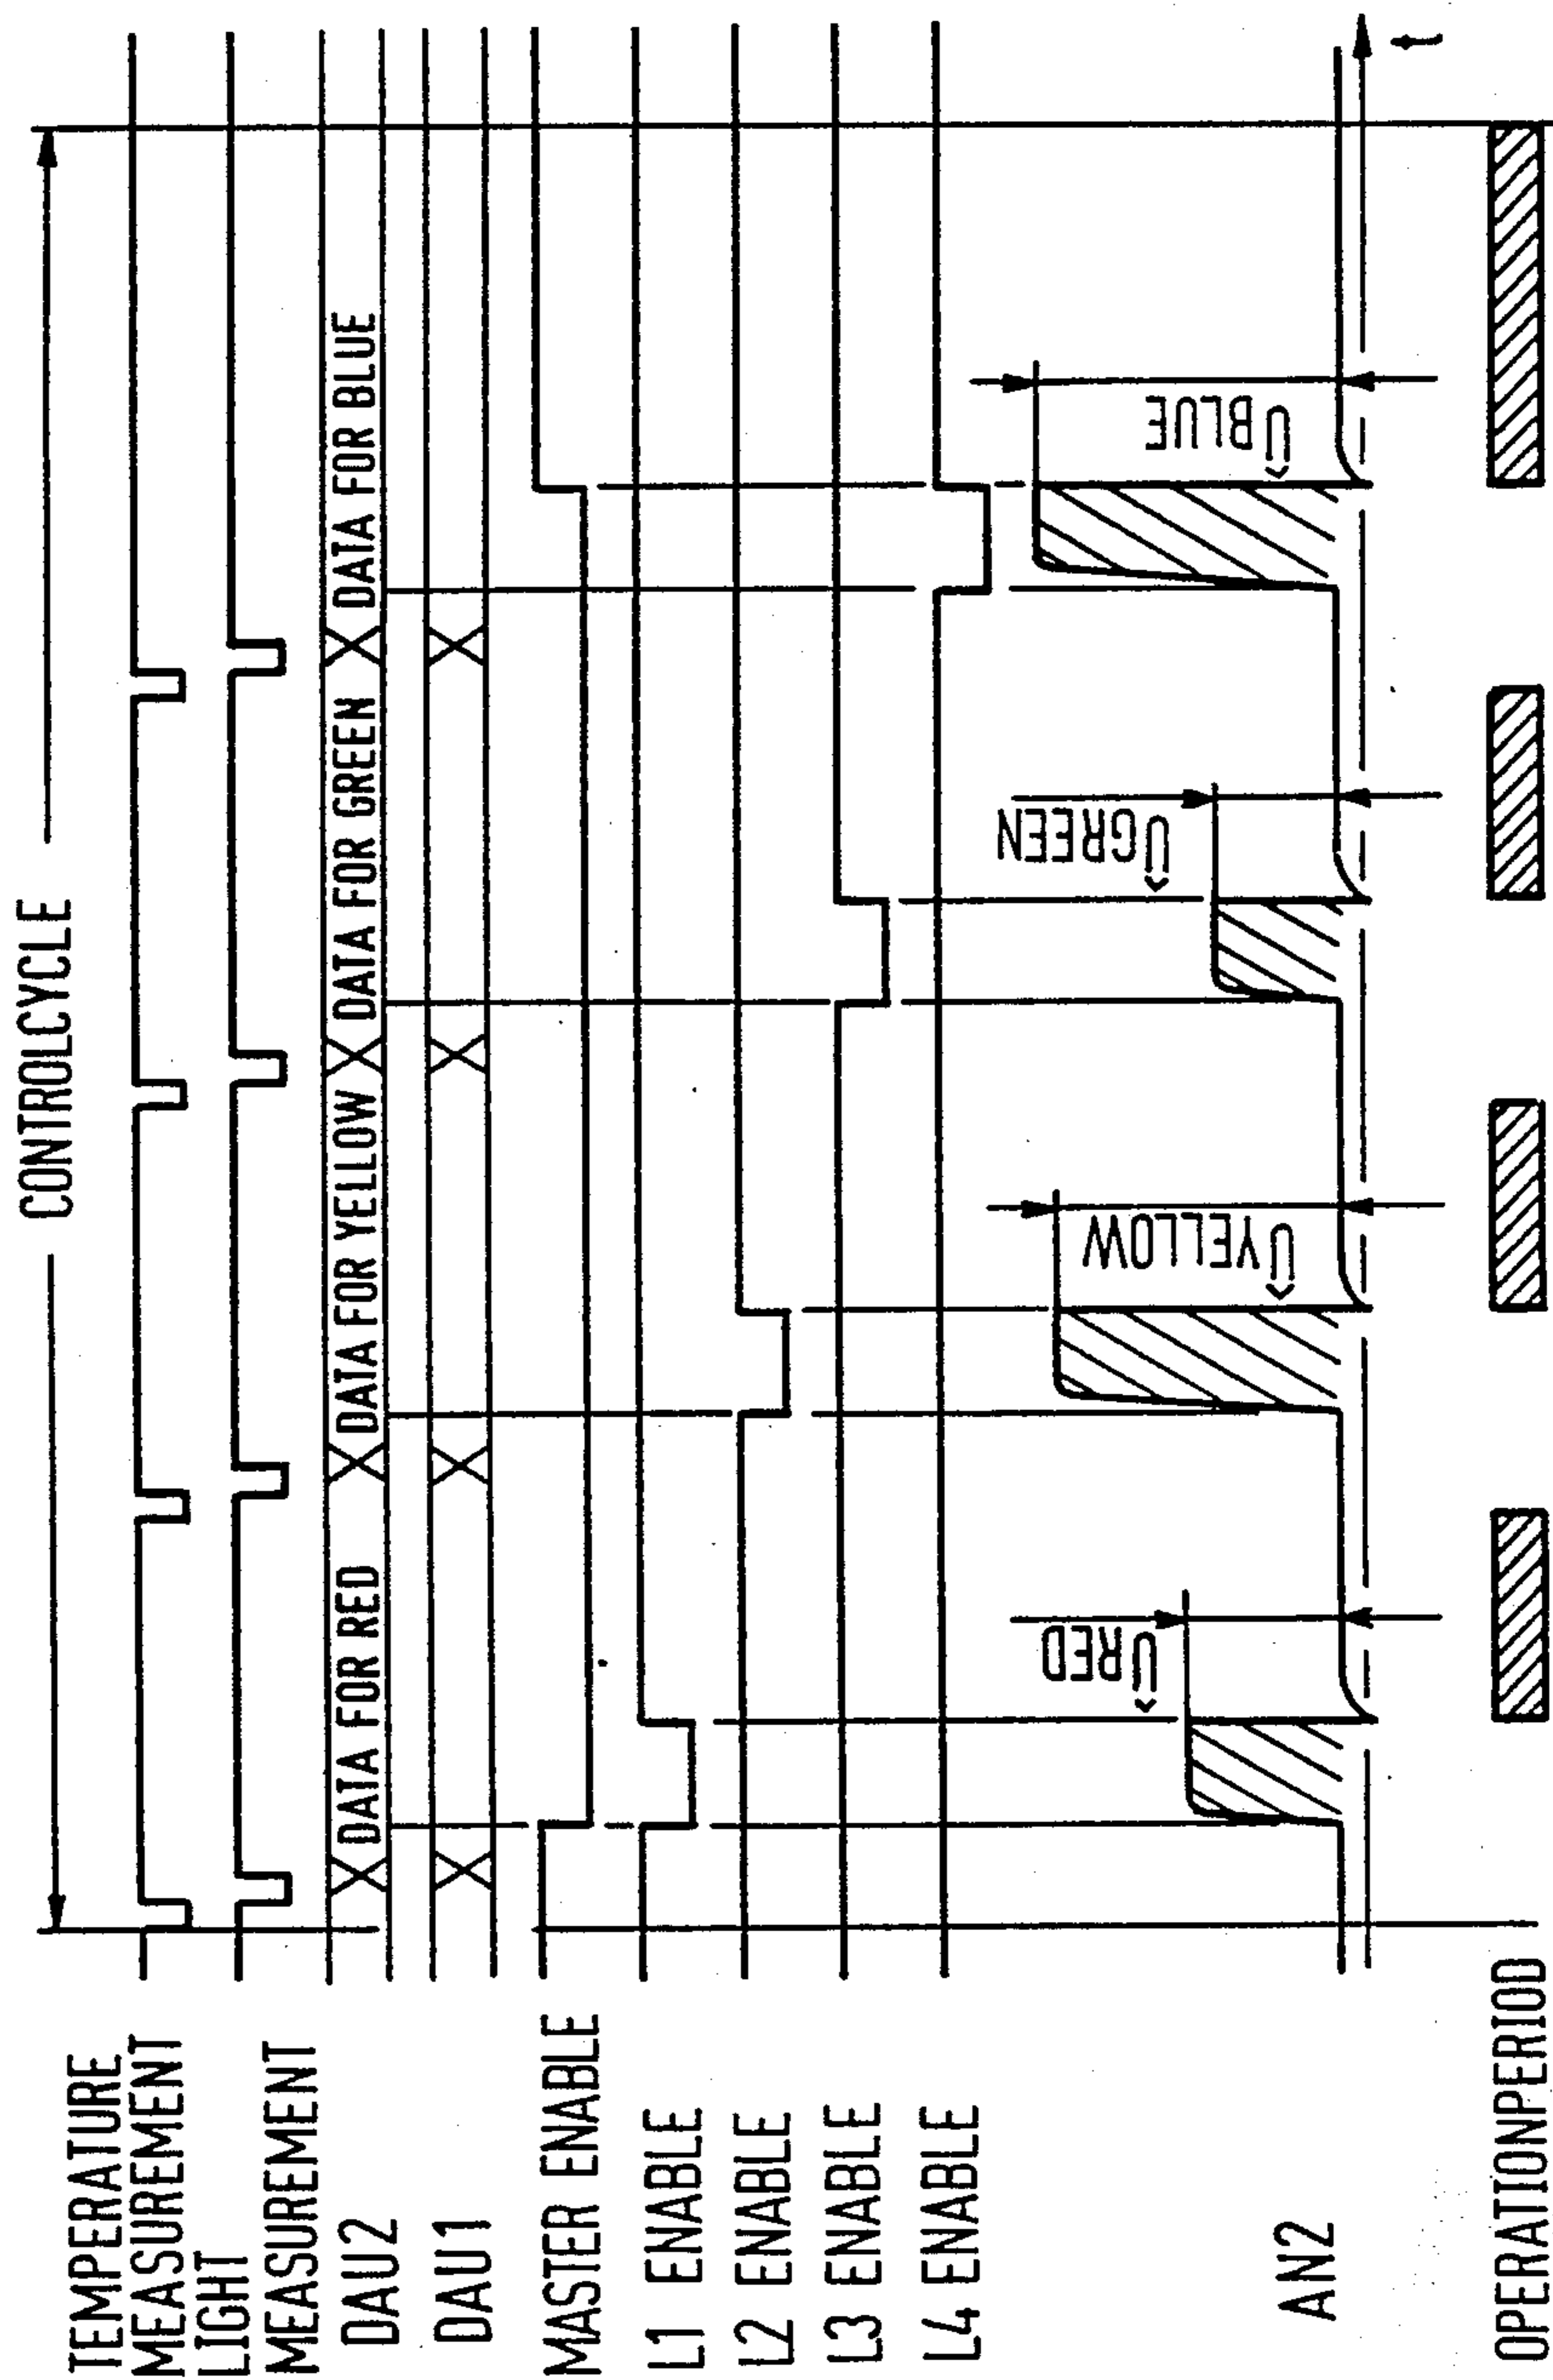 CONTROLCYCLE
TEMPERATURE
MEASUREMENT
LIGHT
MEASUREMENT
DAU2
DATA FOR RED
DATA FOR YELLOW
DATA FOR GREEN
DATA FOR BLUE
DAU1
MASTER ENABLE
L1 ENABLE
L2 ENABLE
L3 ENABLE
L4 ENABLE
AN2
ÛRED
ÛYELLOW
ÛGREEN
ÛBLUE
t
OPERATIONPERIOD